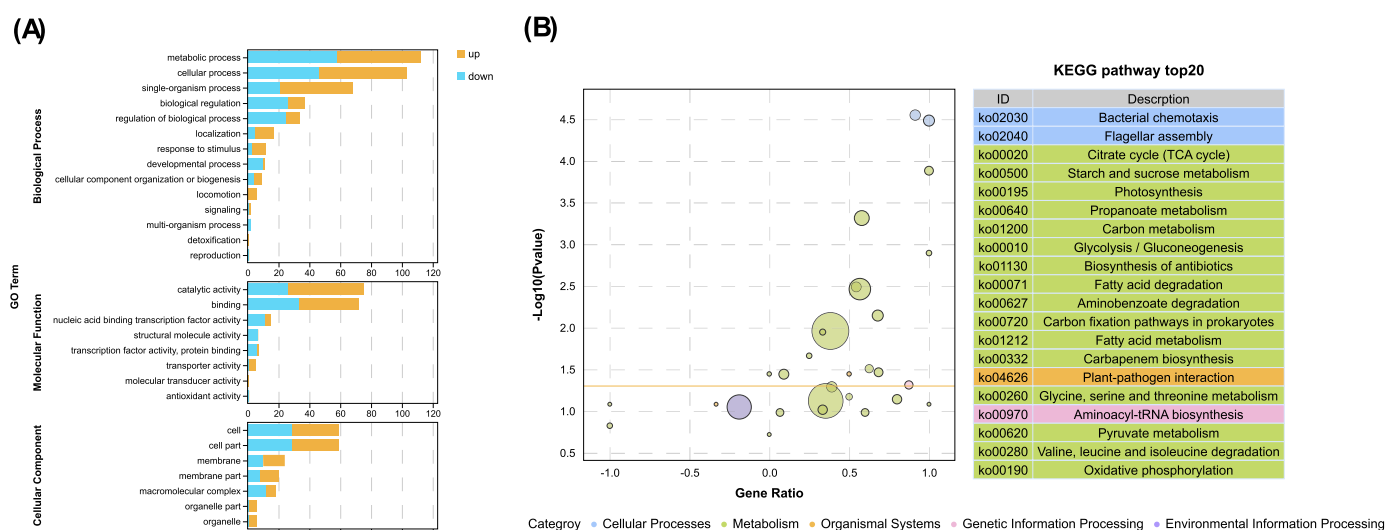 (A)
up
down
GO Term
Biological Process
metabolic process
cellular process
single-organism process
biological regulation
regulation of biological process
localization
response to stimulus
developmental process
cellular component organization or biogenesis
locomotion
signaling
multi-organism process
detoxification
reproduction
0 20 40 60 80 100 120
Molecular Function
catalytic activity
binding
nucleic acid binding transcription factor activity
structural molecule activity
transcription factor activity, protein binding
transporter activity
molecular transducer activity
antioxidant activity
0 20 40 60 80 100 120
Cellular Component
cell
cell part
membrane
membrane part
macromolecular complex
organelle part
organelle
(B)
-Log10(Pvalue)
4.5
4.0
3.5
3.0
2.5
2.0
1.5
1.0
0.5
-1.0 -0.5 0.0 0.5 1.0
Gene Ratio
KEGG pathway top20
ID Descrption
ko02030 Bacterial chemotaxis
ko02040 Flagellar assembly
ko00020 Citrate cycle (TCA cycle)
ko00500 Starch and sucrose metabolism
ko00195 Photosynthesis
ko00640 Propanoate metabolism
ko01200 Carbon metabolism
ko00010 Glycolysis / Gluconeogenesis
ko01130 Biosynthesis of antibiotics
ko00071 Fatty acid degradation
ko00627 Aminobenzoate degradation
ko00720 Carbon fixation pathways in prokaryotes
ko01212 Fatty acid metabolism
ko00332 Carbapenem biosynthesis
ko04626 Plant-pathogen interaction
ko00260 Glycine, serine and threonine metabolism
ko00970 Aminoacyl-tRNA biosynthesis
ko00620 Pyruvate metabolism
ko00280 Valine, leucine and isoleucine degradation
ko00190 Oxidative phosphorylation
Categroy Cellular Processes Metabolism Organismal Systems Genetic Information Processing Environmental Information Processing